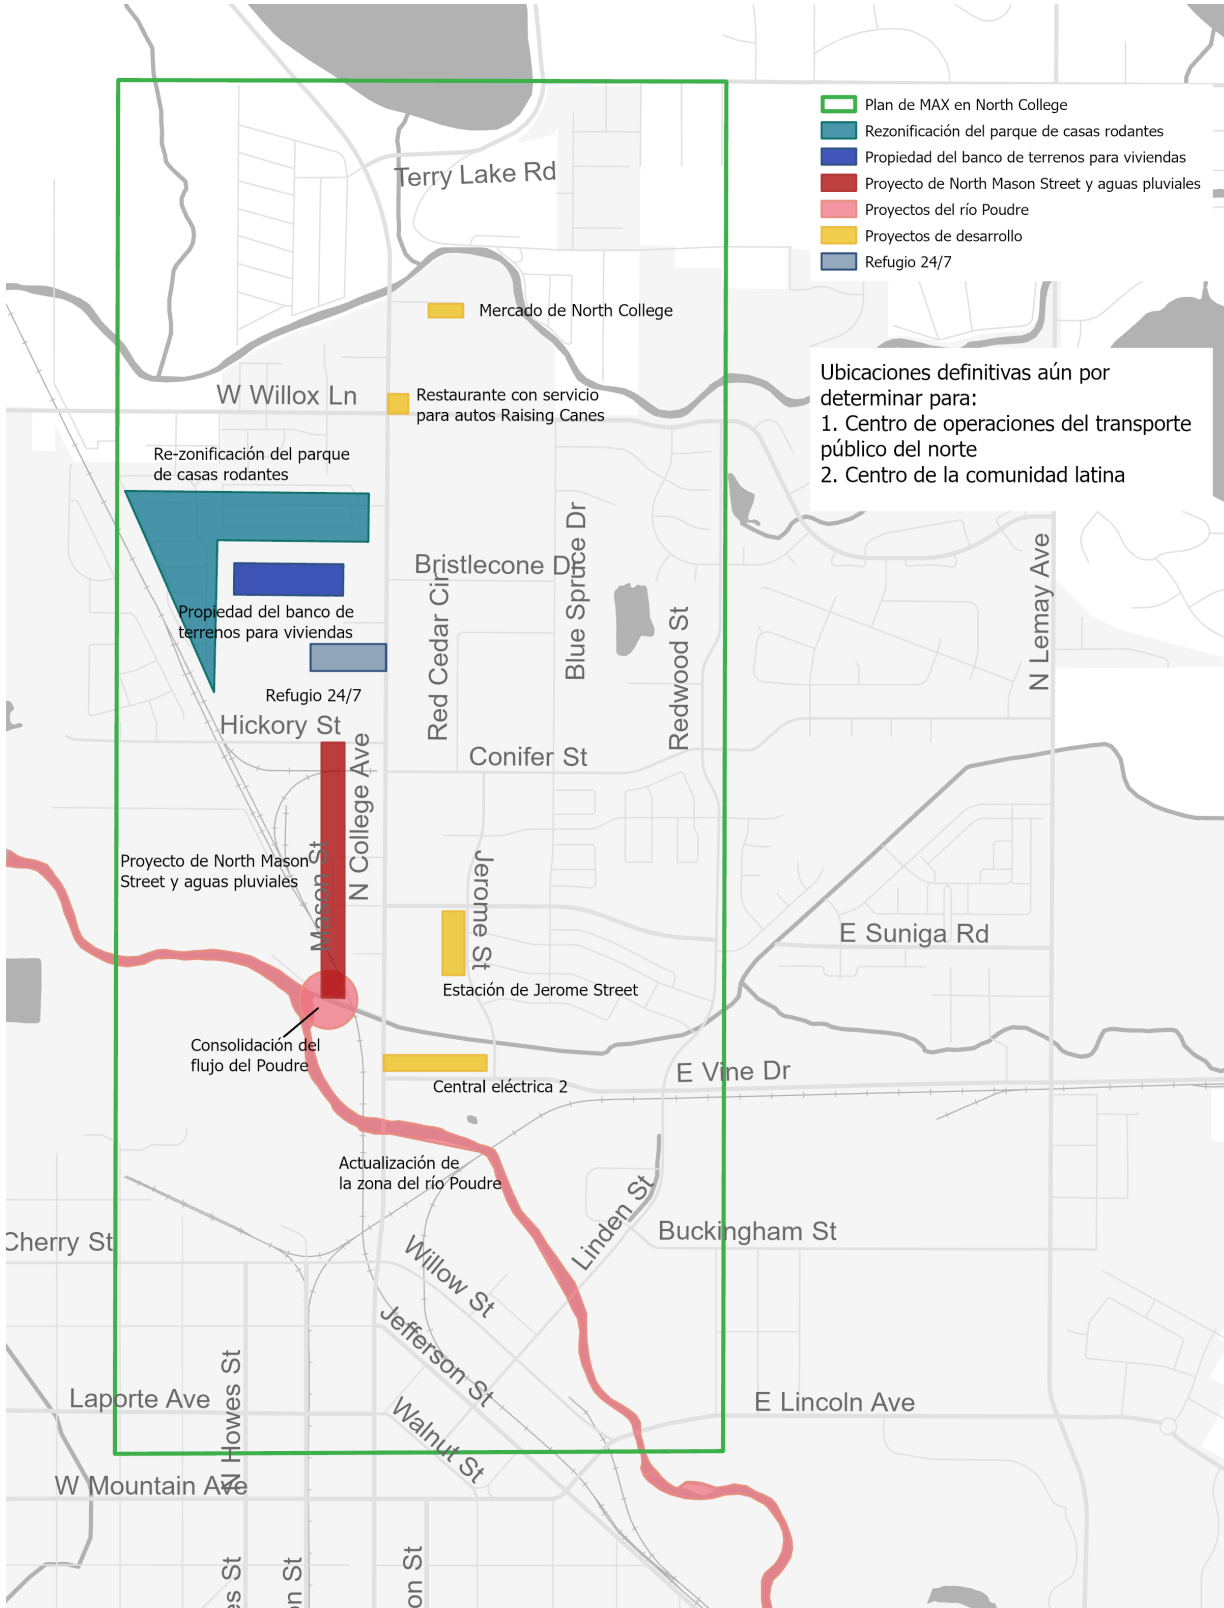 Plan de MAX en North College
Rezonificación del parque de casas rodantes
Propiedad del banco de terrenos para viviendas
Proyecto de North Mason Street y aguas pluviales
Proyectos del río Poudre
Proyectos de desarrollo
Refugio 24/7
Terry Lake Rd
Mercado de North College
Ubicaciones definitivas aún por
determinar para:
1. Centro de operaciones del transporte
público del norte
2. Centro de la comunidad latina
W Willox Ln
Restaurante con servicio
para autos Raising Canes
Re-zonificación del parque
de casas rodantes
Bristlecone Dr
Blue Spruce Dr
Red Cedar Cir
Redwood St
N Lemay Ave
Propiedad del banco de
terrenos para viviendas
Refugio 24/7
Hickory St
Conifer St
N College Ave
Mason St
Proyecto de North Mason
Street y aguas pluviales
Jerome St
E Suniga Rd
Estación de Jerome Street
Consolidación del
flujo del Poudre
E Vine Dr
Central eléctrica 2
Actualización de
la zona del río Poudre
Linden St
Buckingham St
Cherry St
Willow St
Jefferson St
Walnut St
N Howes St
Laporte Ave
E Lincoln Ave
W Mountain Ave
es St
on St
on St